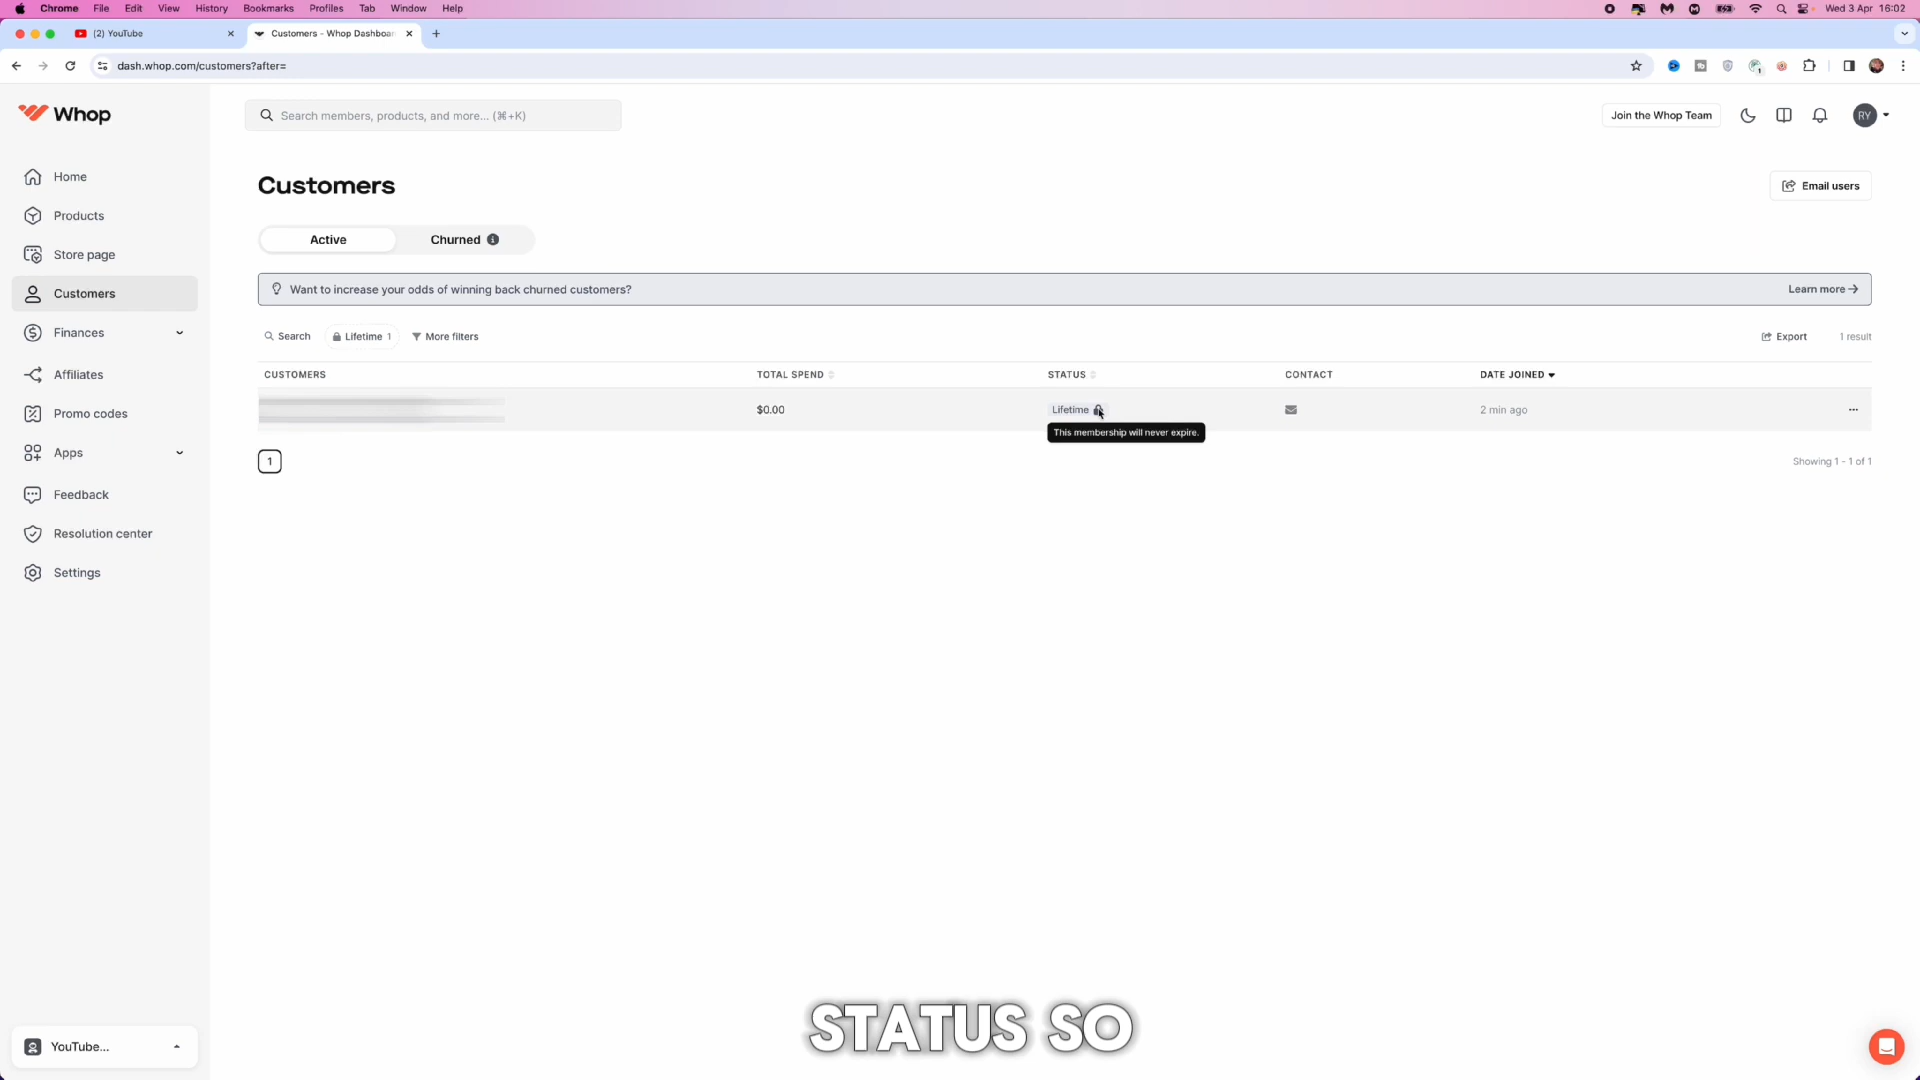 Chrome File Edit View History Bookmarks Profiles Tab Window Help Wed 3 Apr 16:02
(2) YouTube Customers - Whop Dashboar
dash.whop.com/customers?after=
Whop
Search members, products, and more... (⌘+K)
Join the Whop Team
RY
Home
Products
Store page
Customers
Finances
Affiliates
Promo codes
Apps
Feedback
Resolution center
Settings
YouTube...
Customers
Email users
Active Churned
Want to increase your odds of winning back churned customers? Learn more
Search Lifetime 1 More filters Export 1 result
CUSTOMERS TOTAL SPEND STATUS CONTACT DATE JOINED
$0.00 Lifetime 2 min ago
This membership will never expire.
1 Showing 1 - 1 of 1
STATUS SO